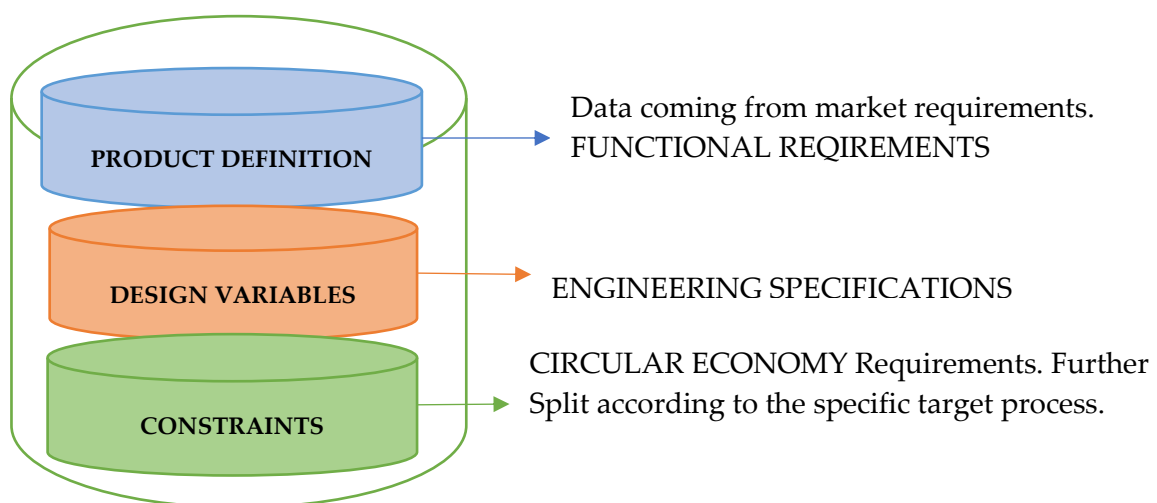 Data coming from market requirements.
FUNCTIONAL REQIREMENTS
PRODUCT DEFINITION
ENGINEERING SPECIFICATIONS
DESIGN VARIABLES
CIRCULAR ECONOMY Requirements. Further
Split according to the specific target process.
CONSTRAINTS